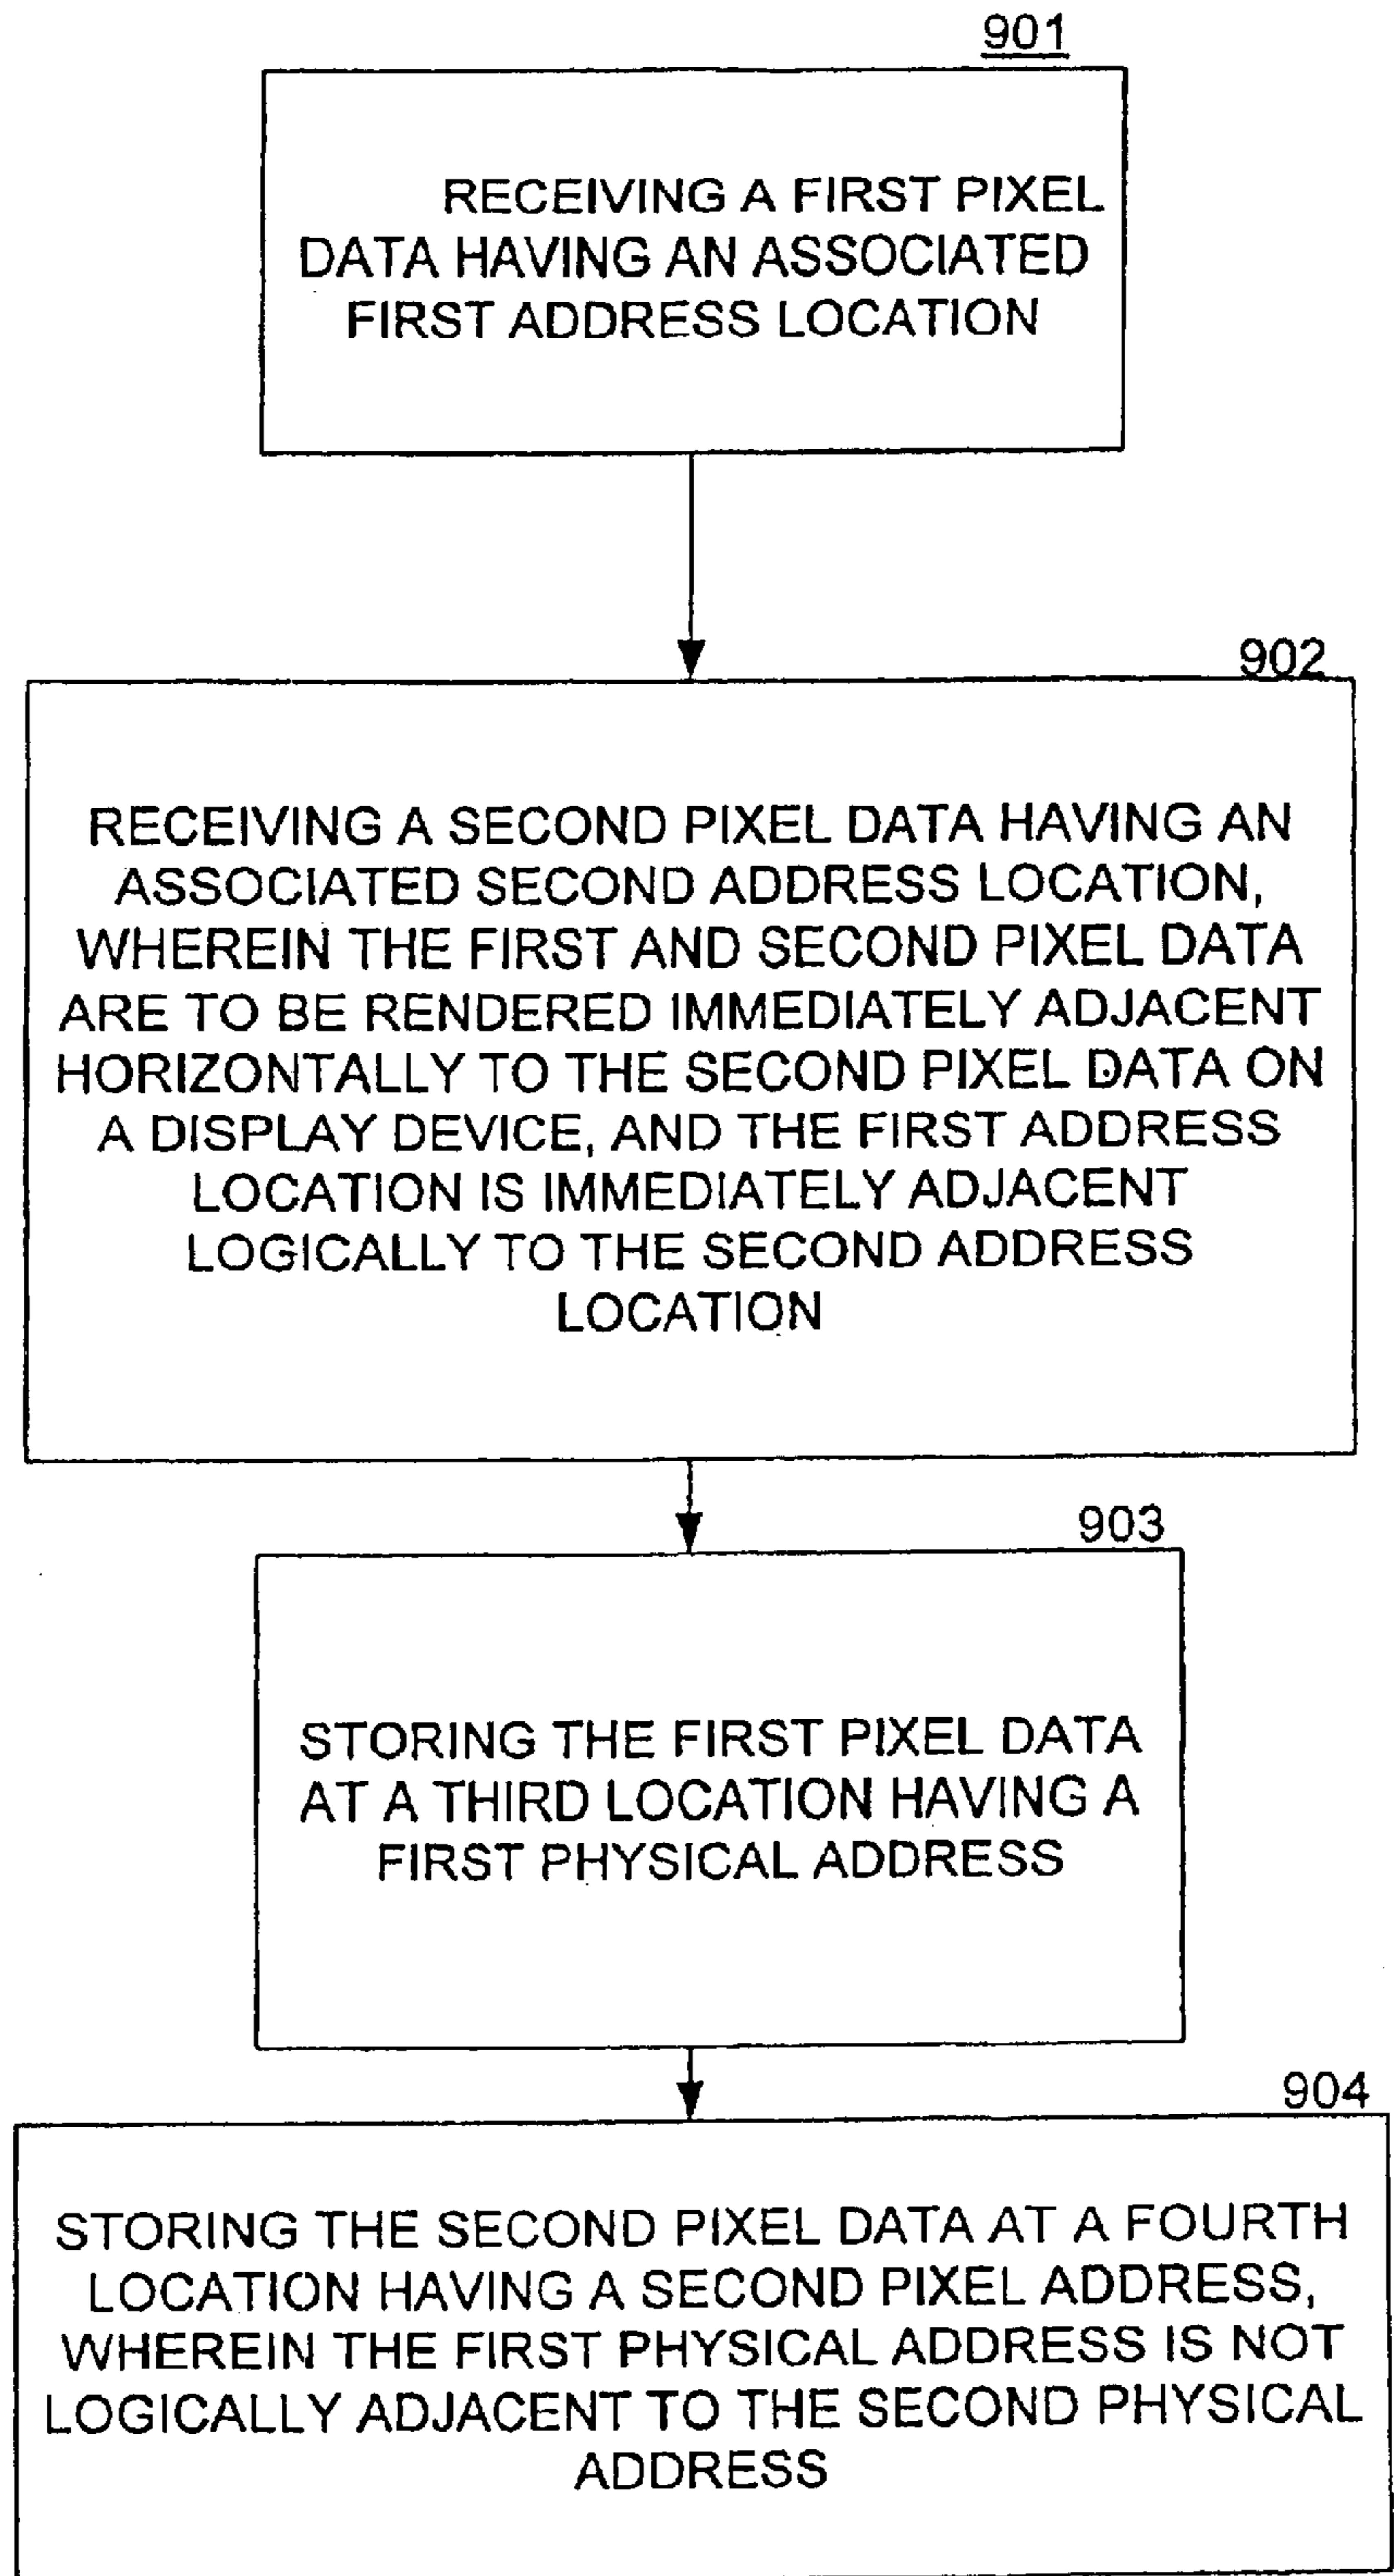 901
RECEIVING A FIRST PIXEL
DATA HAVING AN ASSOCIATED
FIRST ADDRESS LOCATION
902
RECEIVING A SECOND PIXEL DATA HAVING AN
ASSOCIATED SECOND ADDRESS LOCATION,
WHEREIN THE FIRST AND SECOND PIXEL DATA
ARE TO BE RENDERED IMMEDIATELY ADJACENT
HORIZONTALLY TO THE SECOND PIXEL DATA ON
A DISPLAY DEVICE, AND THE FIRST ADDRESS
LOCATION IS IMMEDIATELY ADJACENT
LOGICALLY TO THE SECOND ADDRESS
LOCATION
903
STORING THE FIRST PIXEL DATA
AT A THIRD LOCATION HAVING A
FIRST PHYSICAL ADDRESS
904
STORING THE SECOND PIXEL DATA AT A FOURTH
LOCATION HAVING A SECOND PIXEL ADDRESS,
WHEREIN THE FIRST PHYSICAL ADDRESS IS NOT
LOGICALLY ADJACENT TO THE SECOND PHYSICAL
ADDRESS